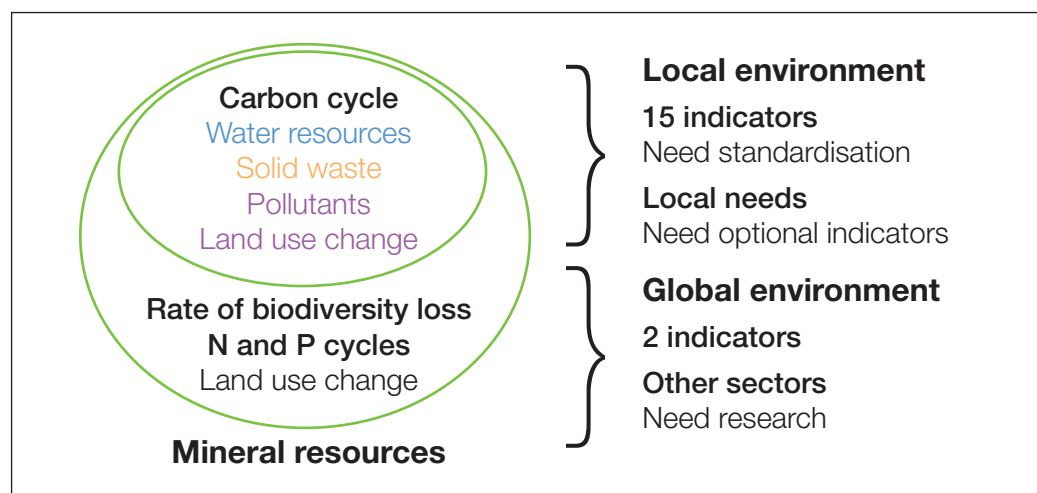 Carbon cycle
Water resources
Solid waste
Pollutants
Land use change
Rate of biodiversity loss
N and P cycles
Land use change
Mineral resources
Local environment
15 indicators
Need standardisation
Local needs
Need optional indicators
Global environment
2 indicators
Other sectors
Need research